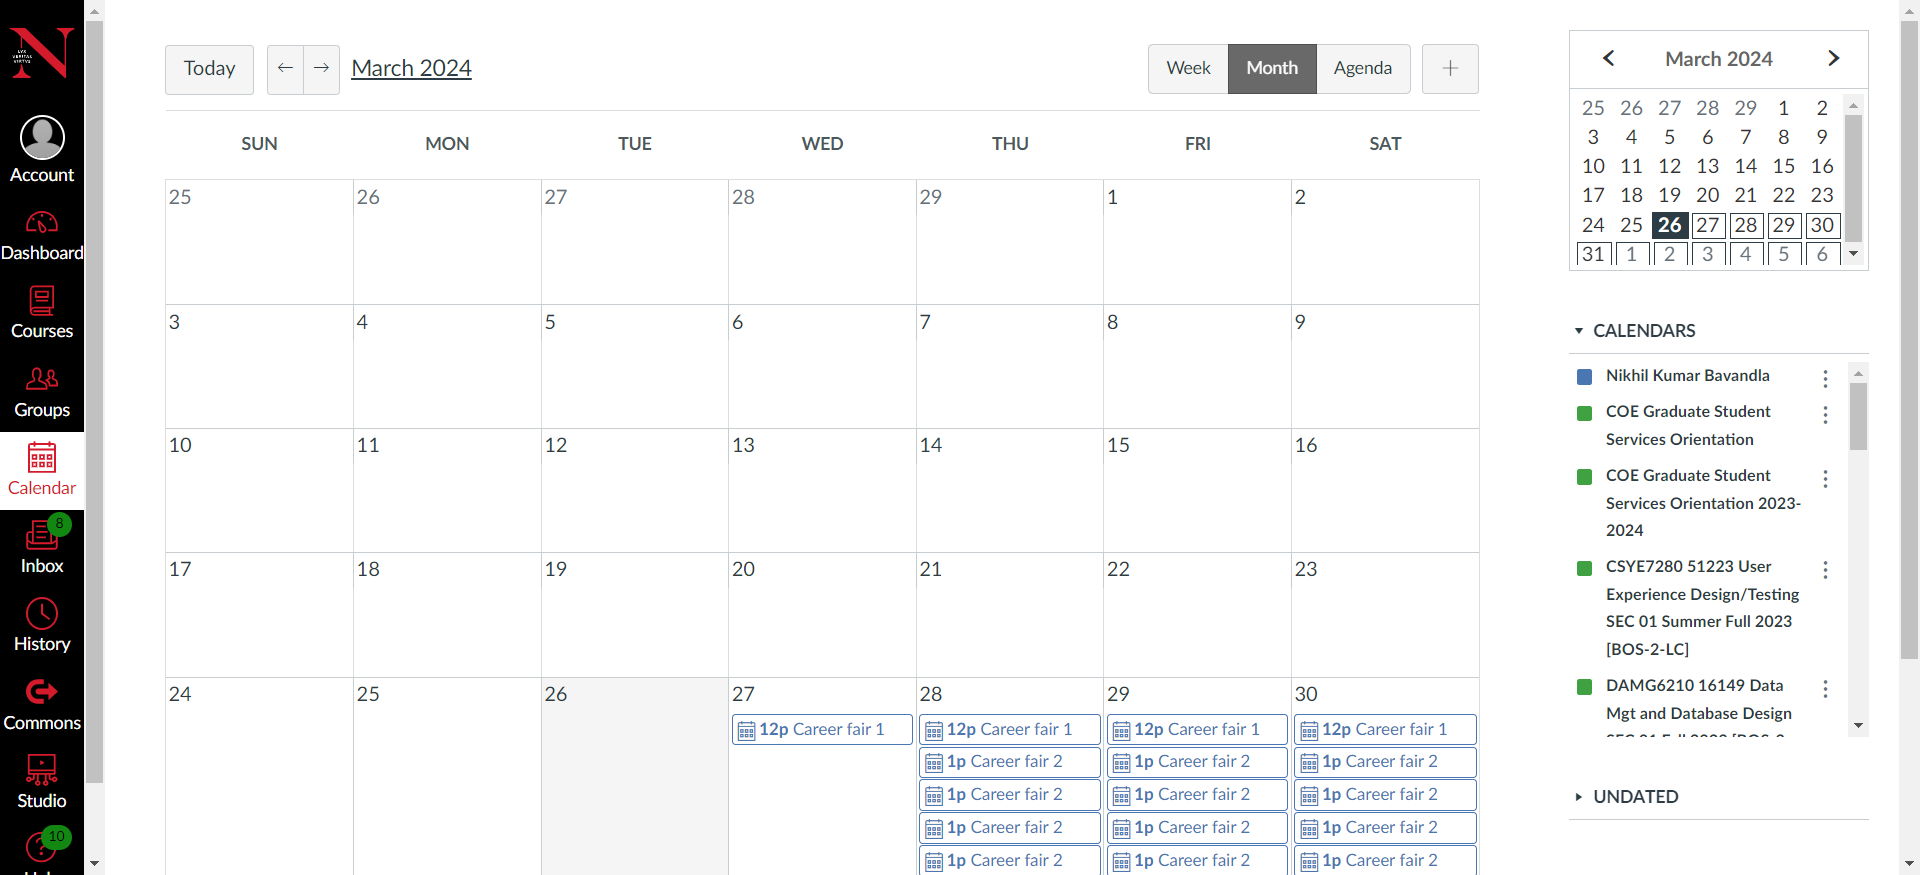 LVX
VERITAS
VIRTVS
Account
Dashboard
Courses
Groups
Calendar
8
Inbox
History
Commons
Studio
10
Today
March 2024
Week
Month
Agenda
SUN MON TUE WED THU FRI SAT
25 26 27 28 29 1 2
3 4 5 6 7 8 9
10 11 12 13 14 15 16
17 18 19 20 21 22 23
24 25 26 27 28 29 30
12p Career fair 1 12p Career fair 1 12p Career fair 1 12p Career fair 1
1p Career fair 2 1p Career fair 2 1p Career fair 2
1p Career fair 2 1p Career fair 2 1p Career fair 2
1p Career fair 2 1p Career fair 2 1p Career fair 2
1p Career fair 2 1p Career fair 2 1p Career fair 2
March 2024
25 26 27 28 29 1 2
3 4 5 6 7 8 9
10 11 12 13 14 15 16
17 18 19 20 21 22 23
24 25 26 27 28 29 30
31 1 2 3 4 5 6
CALENDARS
Nikhil Kumar Bavandla
COE Graduate Student
Services Orientation
COE Graduate Student
Services Orientation 2023-
2024
CSYE7280 51223 User
Experience Design/Testing
SEC 01 Summer Full 2023
[BOS-2-LC]
DAMG6210 16149 Data
Mgt and Database Design
UNDATED